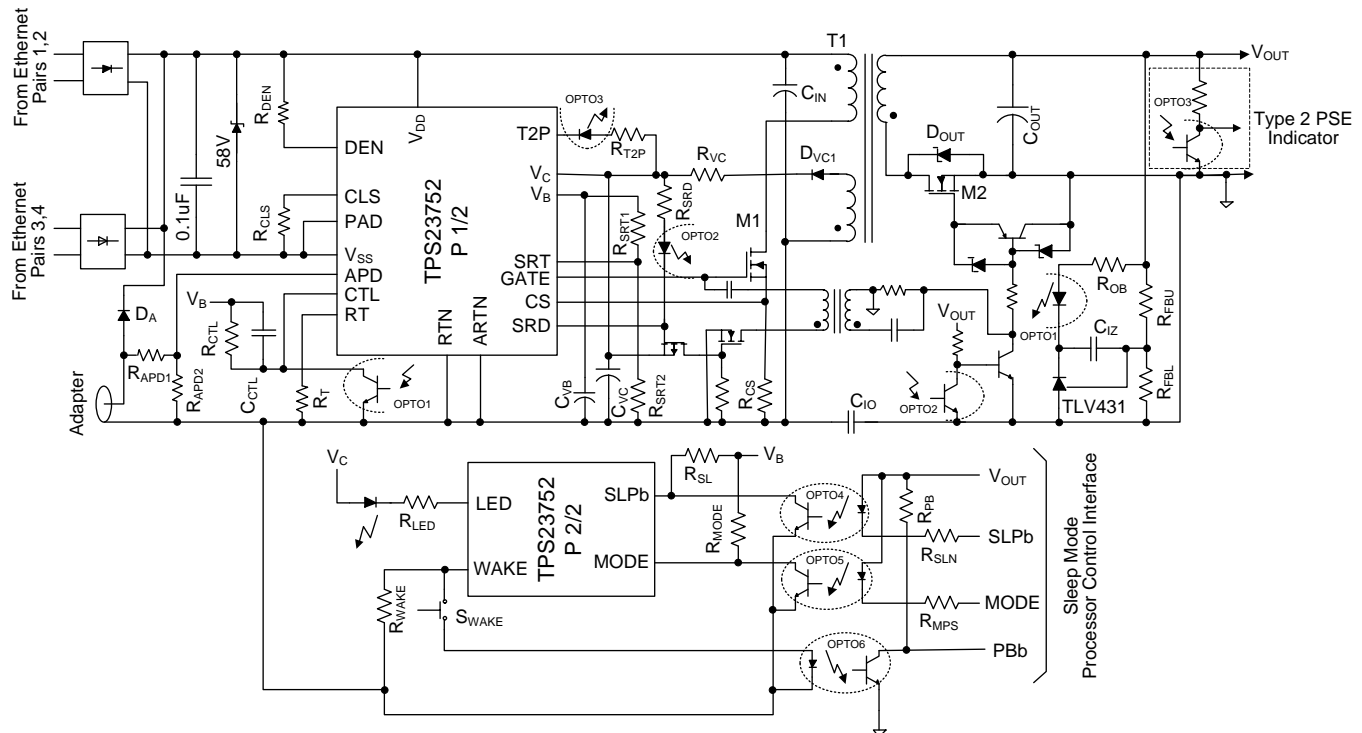 From Ethernet
Pairs 1,2
From Ethernet
Pairs 3,4
0.1uF
58V
RDEN
RCLS
DEN
CLS
PAD
VSS
APD
CTL
RT
VDD
TPS23752
P 1/2
RTN
ARTN
T2P
VC
VB
SRT
GATE
CS
SRD
OPTO3
RT2P
RVC
DVC1
RSRD
RSRT1
OPTO2
M1
CIN
T1
COUT
DOUT
M2
VOUT
OPTO3
Type 2 PSE
Indicator
DA
Adapter
RAPD1
RAPD2
VB
RCTL
CCTL
RT
OPTO1
CVB
CVC
RSRT2
RCS
CIO
VOUT
OPTO2
OPTO1
ROB
CIZ
RFBU
RFBL
TLV431
VC
RLED
LED
WAKE
TPS23752
P 2/2
SLPb
MODE
RWAKE
SWAKE
RSL
VB
RMODE
OPTO4
OPTO5
OPTO6
RPB
RSLN
RMPS
VOUT
SLPb
MODE
PBb
Sleep Mode
Processor Control Interface